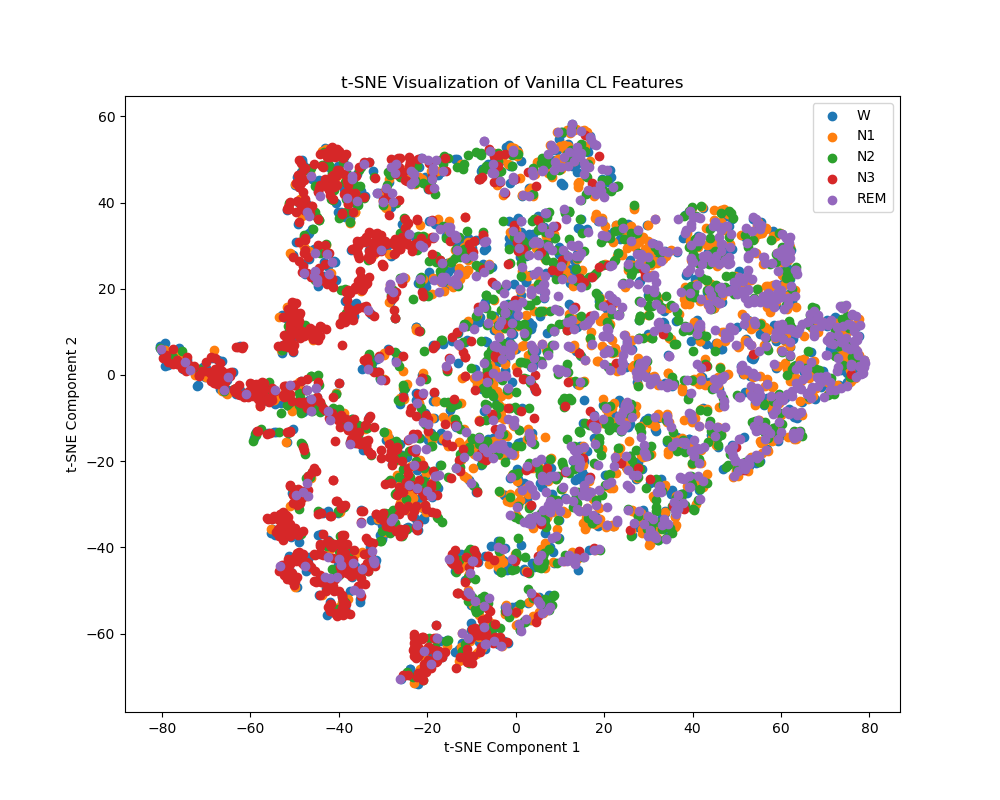 t-SNE Visualization of Vanilla CL Features
W
N1
N2
N3
REM
60
40
20
0
−20
−40
−60
t-SNE Component 2
−80 −60 −40 −20 0 20 40 60 80
t-SNE Component 1